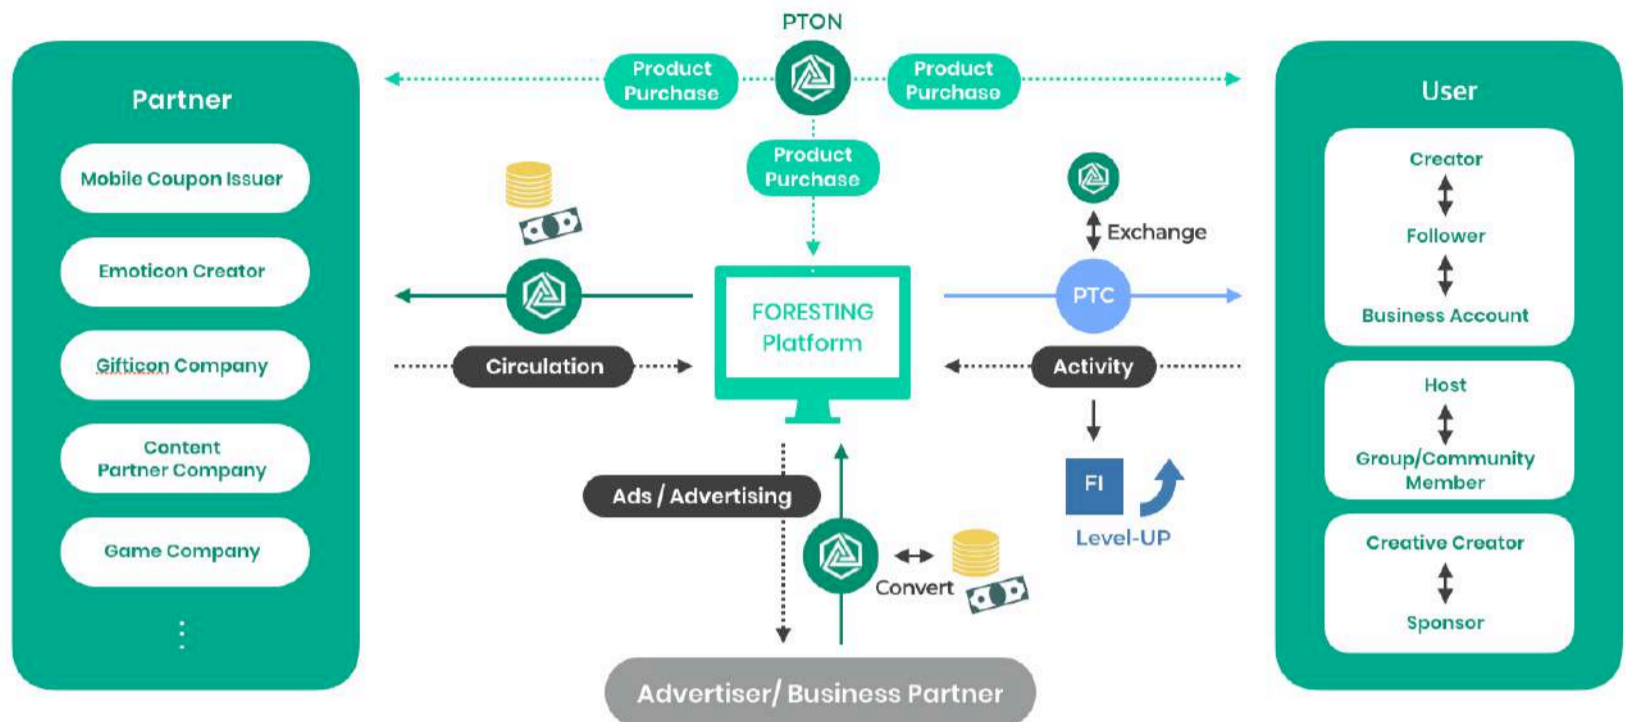 PTON
Product
Purchase
Product
Purchase
Product
Purchase
Partner
Mobile Coupon Issuer
Emoticon Creator
Gifticon Company
Content
Partner Company
Game Company
Circulation
FORESTING
Platform
Exchange
PTC
Activity
FI
Level-UP
Ads / Advertising
Convert
Advertiser/ Business Partner
User
Creator
Follower
Business Account
Host
Group/Community
Member
Creative Creator
Sponsor